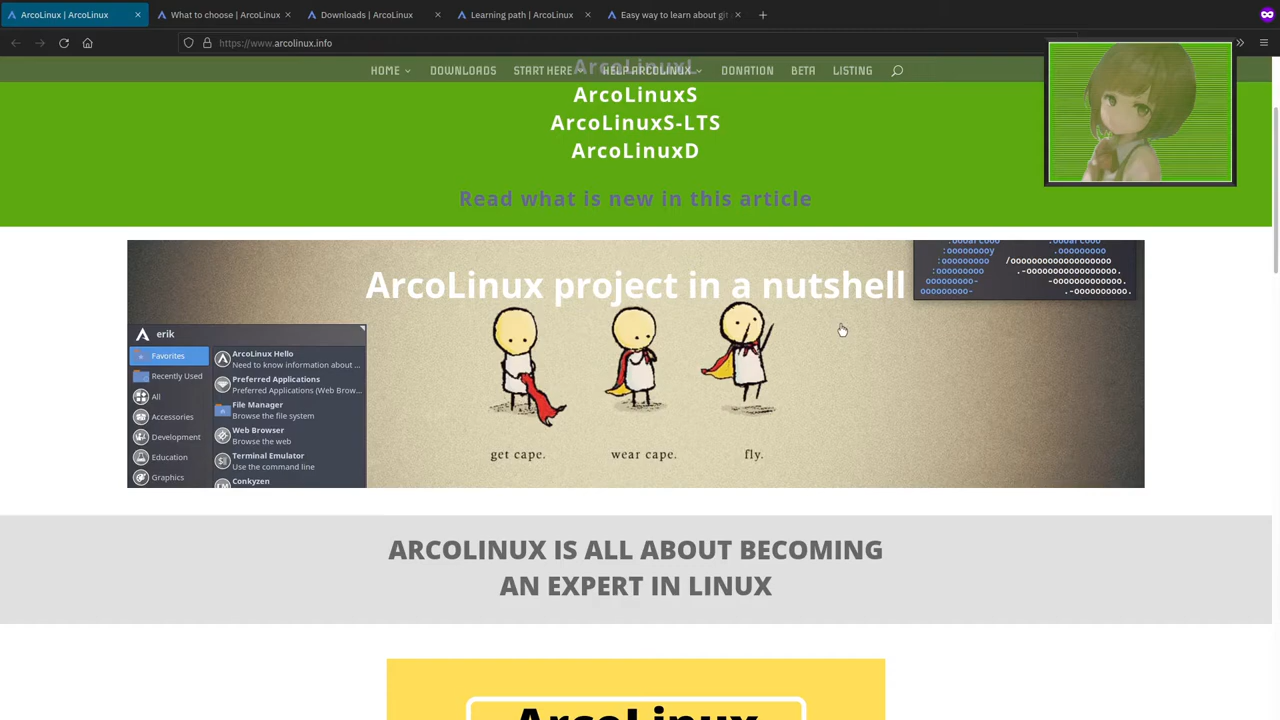 ArcoLinux | ArcoLinux
What to choose | ArcoLinux
Downloads | ArcoLinux
Learning path | ArcoLinux
Easy way to learn about git
https://www.arcolinux.info
HOME
DOWNLOADS
START HERE
HELP ARCOLINUX
DONATION
BETA
LISTING
ArcoLinuxL
ArcoLinuxS
ArcoLinuxS-LTS
ArcoLinuxD
Read what is new in this article
ArcoLinux project in a nutshell
erik
Favorites
Recently Used
All
Accessories
Development
Education
Graphics
ArcoLinux Hello
Need to know information about ...
Preferred Applications
Preferred Applications (Web Brow...
File Manager
Browse the file system
Web Browser
Browse the web
Terminal Emulator
Use the command line
Conkyzen
get cape.
wear cape.
fly.
ARCOLINUX IS ALL ABOUT BECOMING
AN EXPERT IN LINUX
ArcoLinux